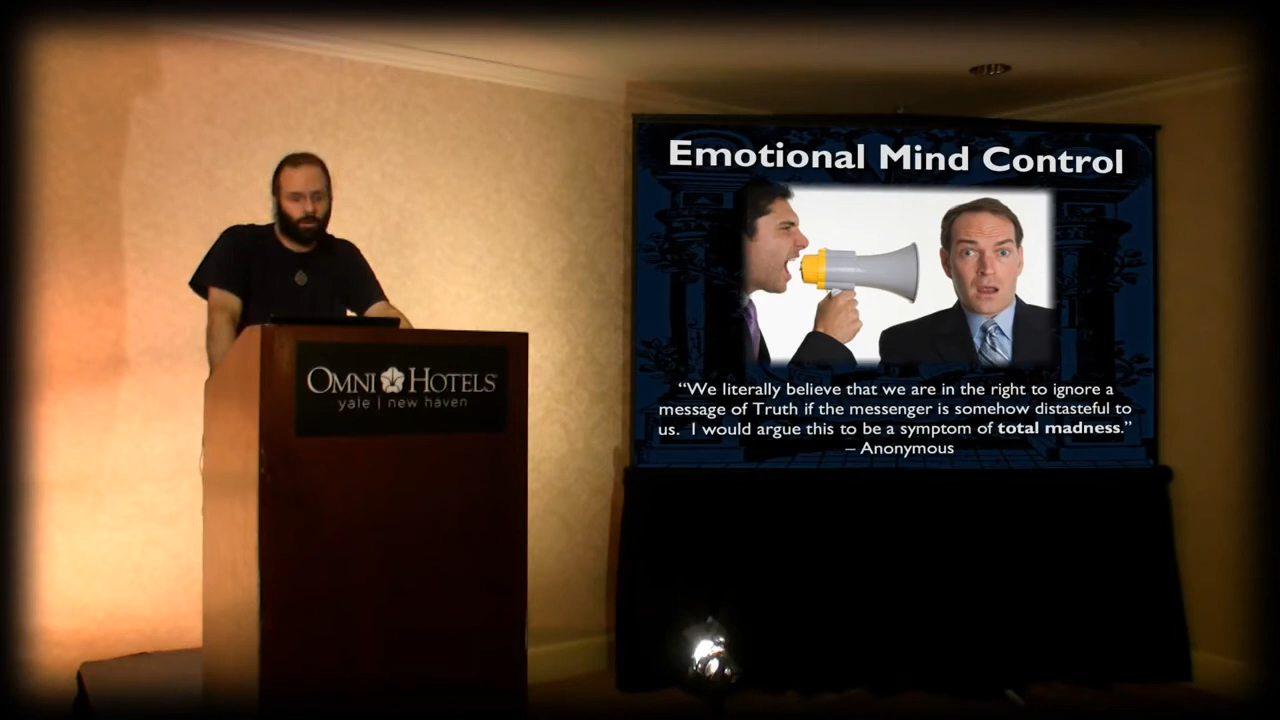 OMNI HOTELS
yale | new haven
Emotional Mind Control
“We literally believe that we are in the right to ignore a
message of Truth if the messenger is somehow distasteful to
us. I would argue this to be a symptom of total madness.”
– Anonymous